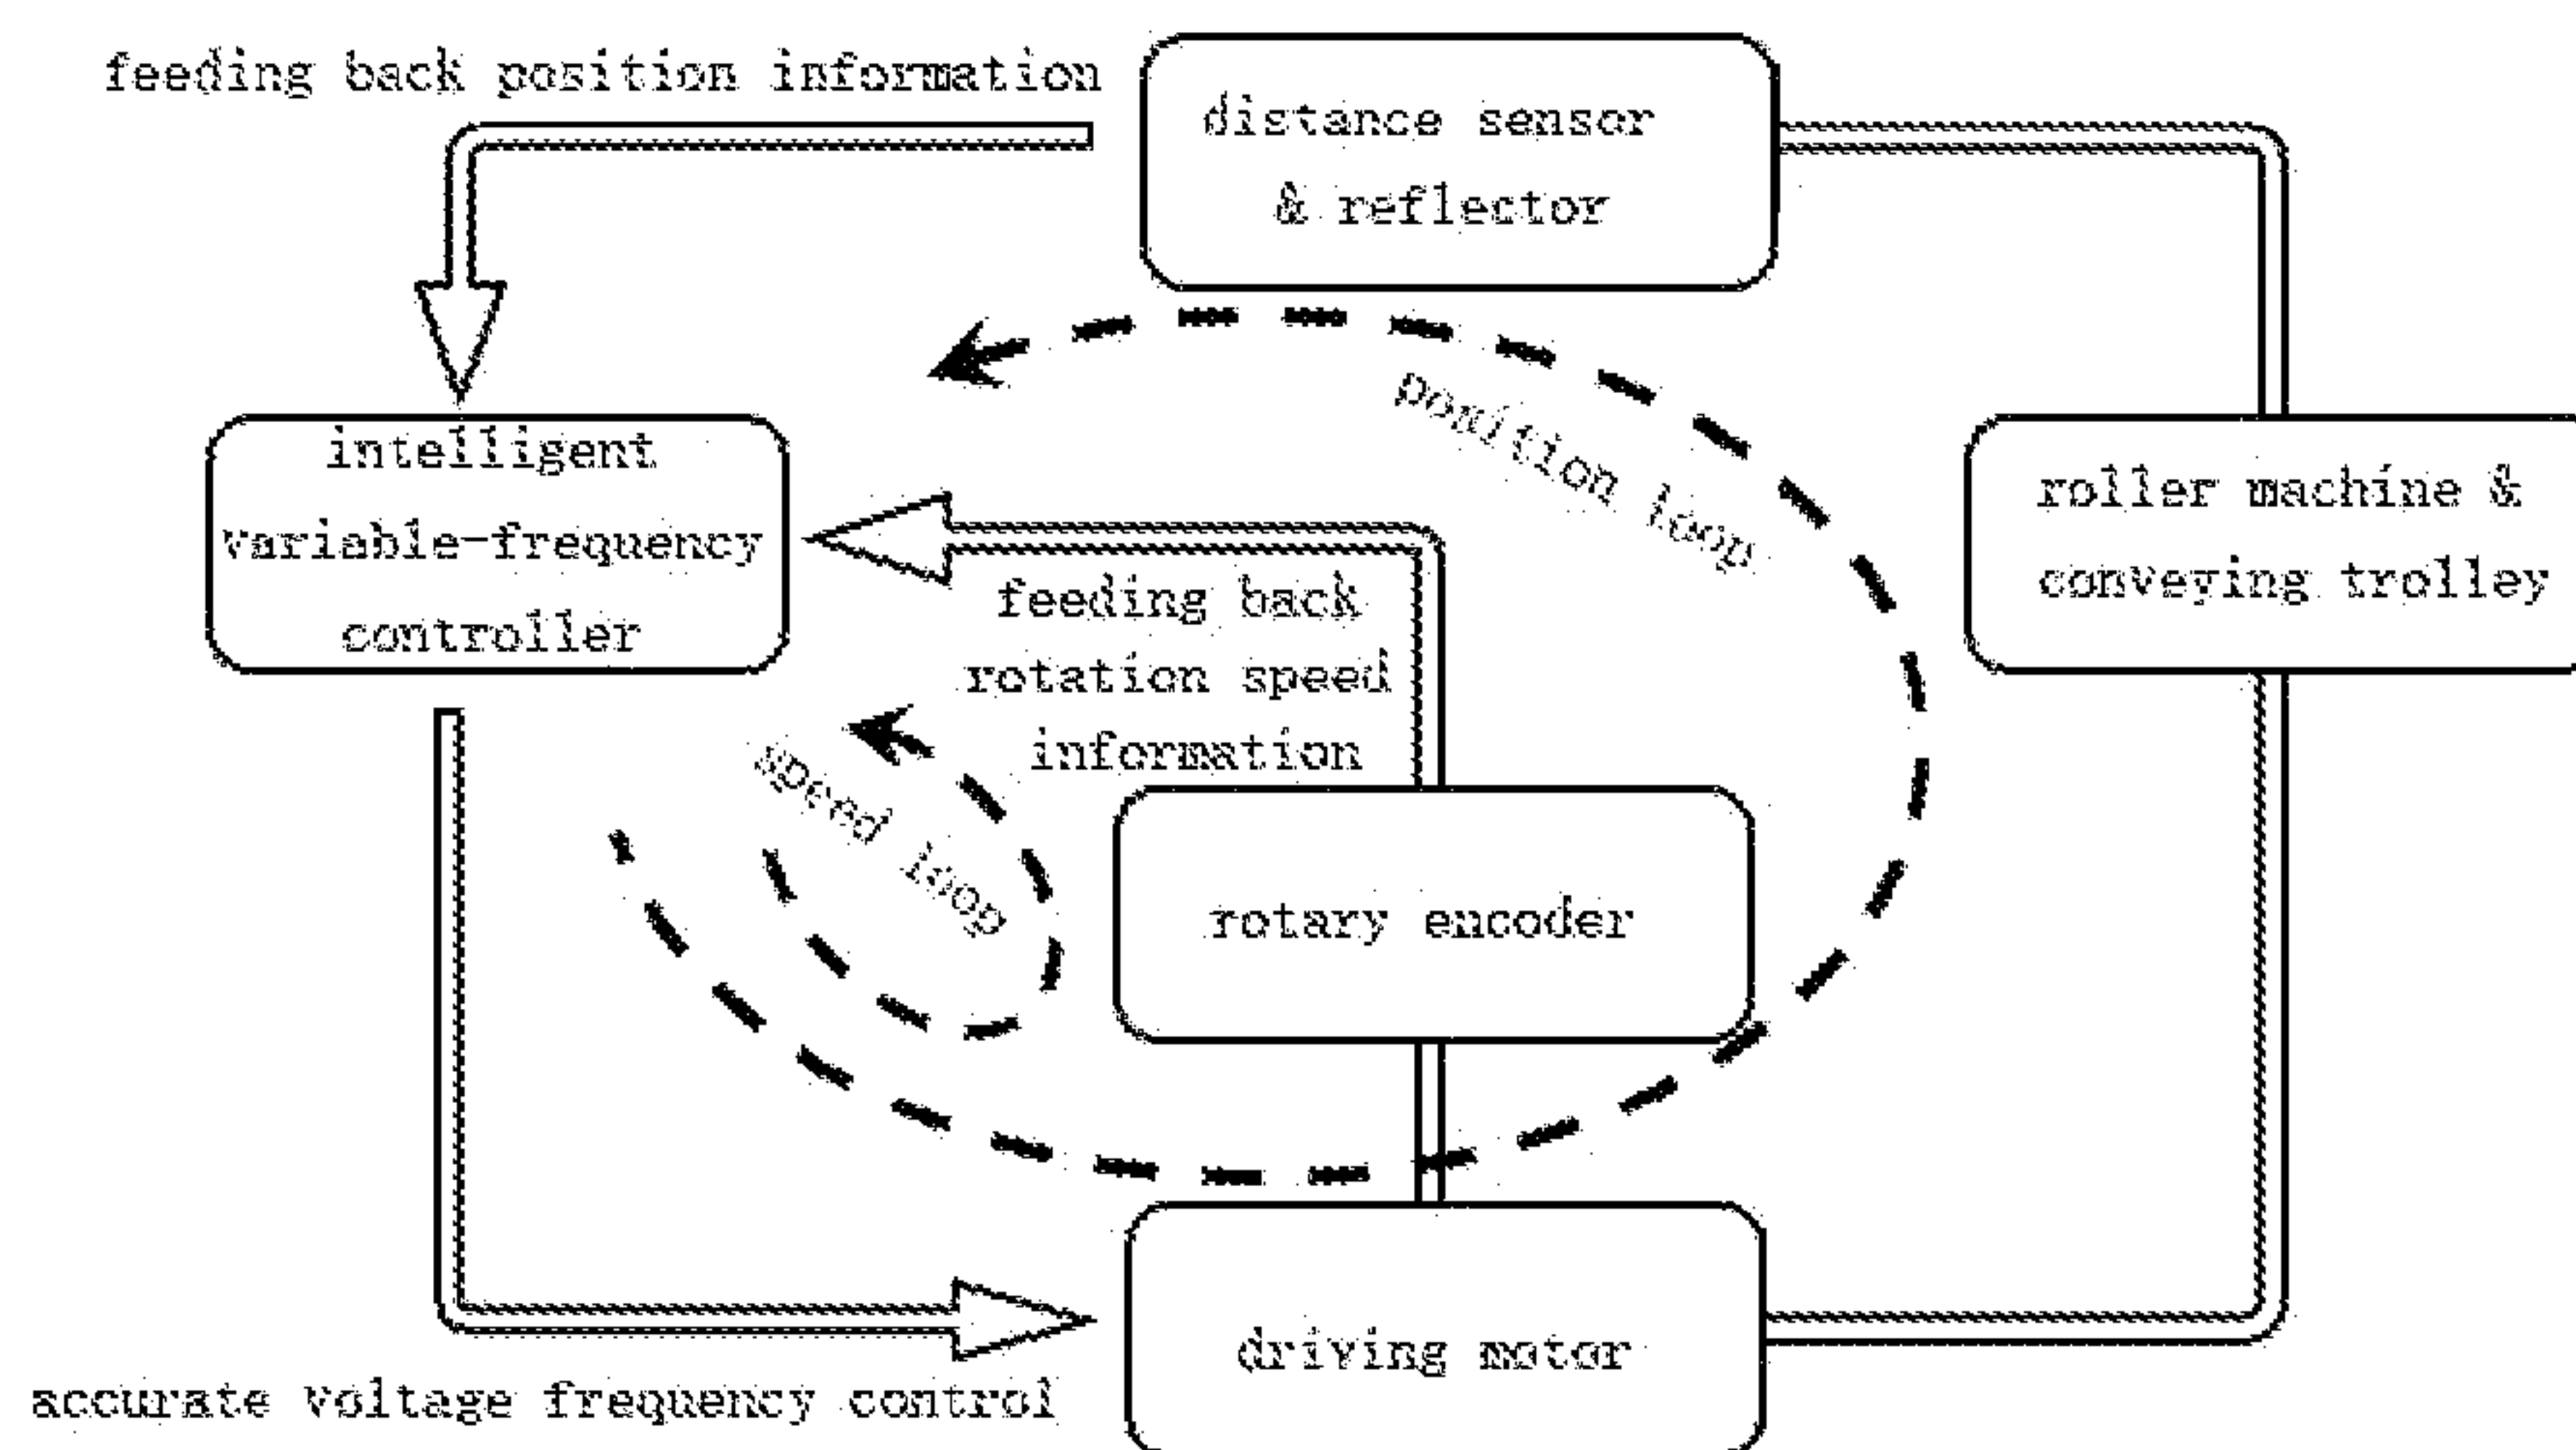 feeding back position information
distance sensor
& reflector
position loop
intelligent
variable-frequency
controller
roller machine &
conveying trolley
feeding back
rotation speed
information
speed loop
rotary encoder
driving motor
accurate voltage frequency control